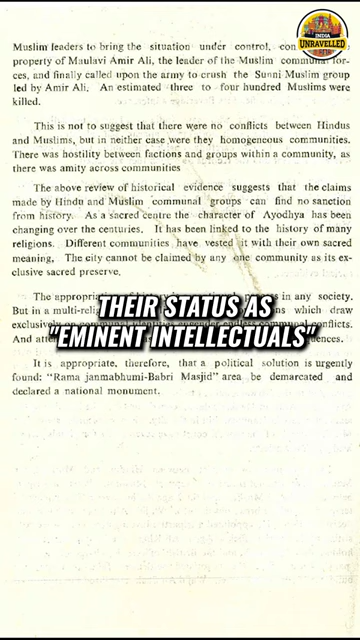 INDIA
UNRAVELLED
Muslim leaders to bring the situation under control, con
property of Maulavi Amir Ali, the leader of the Muslim communal for-
ces, and finally called upon the army to crush the Sunni Muslim group
led by Amir Ali. An estimated three to four hundred Muslims were
killed.
This is not to suggest that there were no conflicts between Hindus
and Muslims, but in neither case were they homogeneous communities.
There was hostility between factions and groups within a community, as
there was amity across communities
The above review of historical evidence suggests that the claims
made by Hindu and Muslim communal groups can find no sanction
from history. As a sacred centre the character of Ayodhya has been
changing over the centuries. It has been linked to the history of many
religions. Different communities have vested it with their own sacred
meaning. The city cannot be claimed by any one community as its ex-
clusive sacred preserve.
The appropriation of in any society.
But in a multi-relig which draw
exclusively conflicts.
And
THEIR STATUS AS
"EMINENT INTELLECTUALS"
It is appropriate, therefore, that a political solution is urgently
found: "Rama janmabhumi-Babri Masjid" area be demarcated and
declared a national monument.